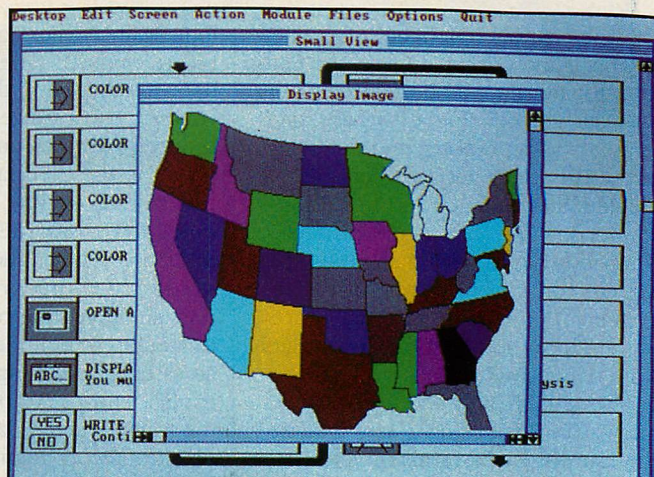 Desktop Edit Screen Action Module Files Options Quit
Small View
Display Image
COLOR
COLOR
COLOR
COLOR
OPEN A
DISPLA
You mu
ABC...
ysis
YES
NO
WRITE
Conti